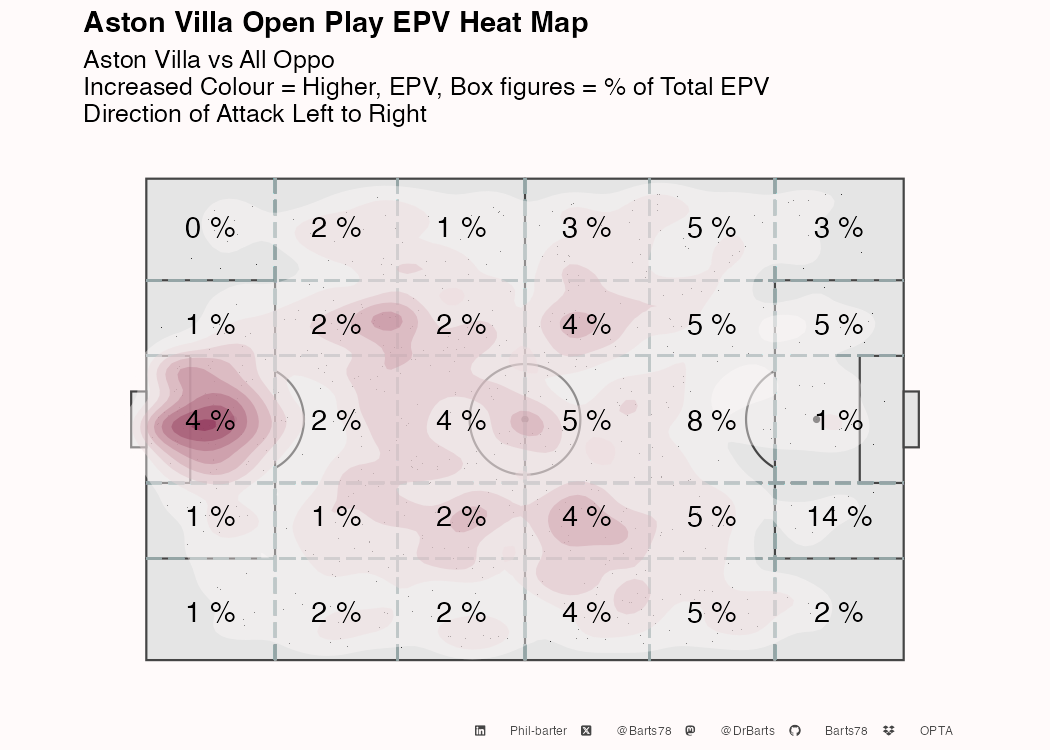 Aston Villa Open Play EPV Heat Map
Aston Villa vs All Oppo
Increased Colour = Higher, EPV, Box figures = % of Total EPV
Direction of Attack Left to Right
0 % 2 % 1 % 3 % 5 % 3 %
1 % 2 % 2 % 4 % 5 % 5 %
4 % 2 % 4 % 5 % 8 % 1 %
1 % 1 % 2 % 4 % 5 % 14 %
1 % 2 % 2 % 4 % 5 % 2 %
Phil-barter @Barts78 @DrBarts Barts78 OPTA